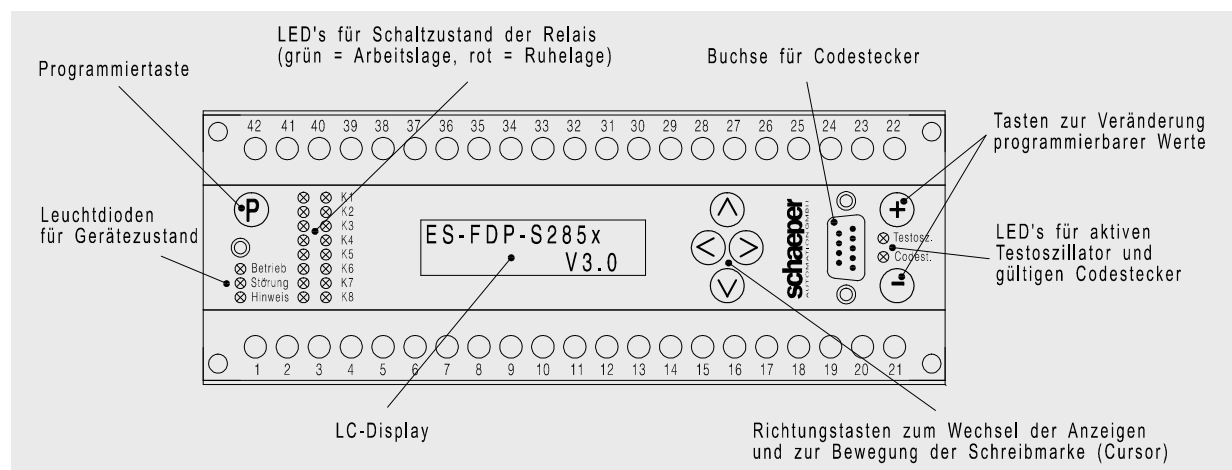 LED's für Schaltzustand der Relais
(grün = Arbeitslage, rot = Ruhelage)
Buchse für Codestecker
Programmiertaste
Tasten zur Veränderung
programmierbarer Werte
42 41 40 39 38 37 36 35 34 33 32 31 30 29 28 27 26 25 24 23 22
P
K1
K2
K3
K4
K5
K6
K7
K8
Leuchtdioden
für Gerätezustand
Betrieb
Störung
Hinweis
ES-FDP-S285x
V3.0
schaeper
AUTOMATION GMBH
+
-
Testosz.
Codest.
LED's für aktiven
Testoszillator und
gültigen Codestecker
1 2 3 4 5 6 7 8 9 10 11 12 13 14 15 16 17 18 19 20 21
LC-Display
Richtungstasten zum Wechsel der Anzeigen
und zur Bewegung der Schreibmarke (Cursor)